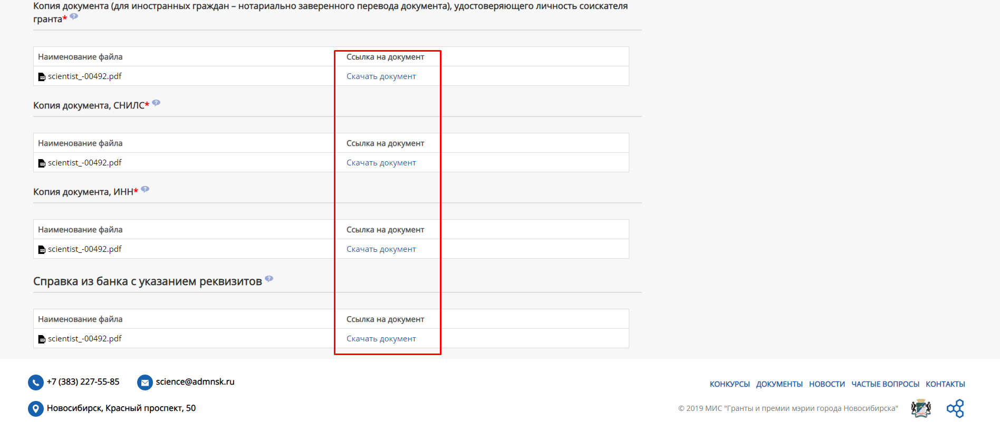 Копия документа (для иностранных граждан – нотариально заверенного перевода документа), удостоверяющего личность соискателя
гранта* ?
Наименование файла Ссылка на документ
scientist_-00492.pdf Скачать документ
Копия документа, СНИЛС* ?
Наименование файла Ссылка на документ
scientist_-00492.pdf Скачать документ
Копия документа, ИНН* ?
Наименование файла Ссылка на документ
scientist_-00492.pdf Скачать документ
Справка из банка с указанием реквизитов ?
Наименование файла Ссылка на документ
scientist_-00492.pdf Скачать документ
+7 (383) 227-55-85 science@admnsk.ru
КОНКУРСЫ ДОКУМЕНТЫ НОВОСТИ ЧАСТЫЕ ВОПРОСЫ КОНТАКТЫ
Новосибирск, Красный проспект, 50
© 2019 МИС "Гранты и премии мэрии города Новосибирска"